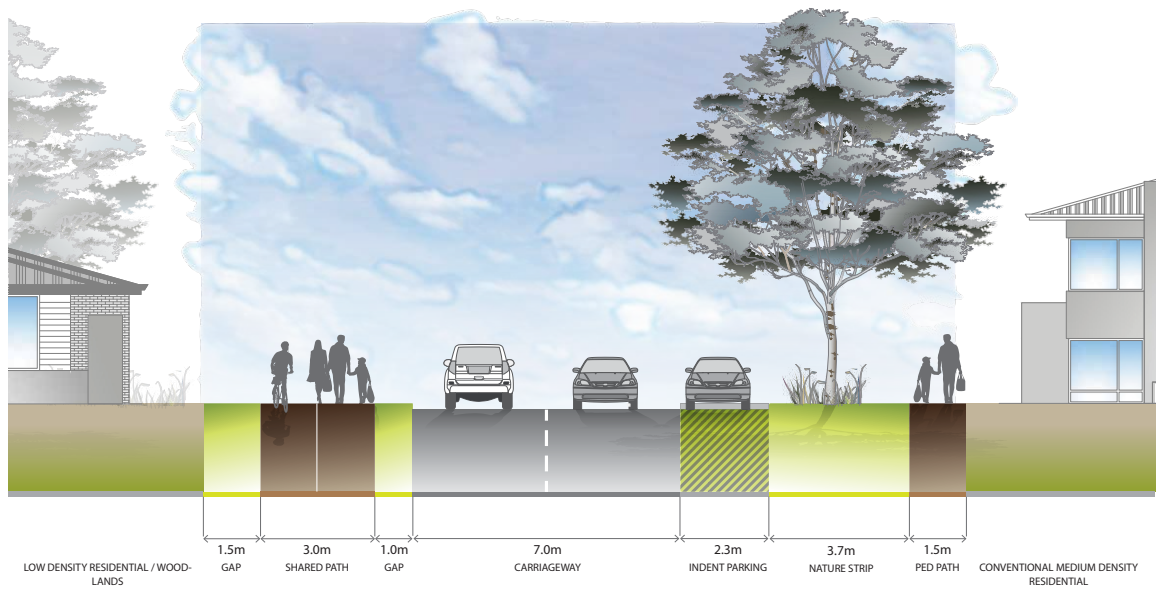 1.5m 3.0m 1.0m 7.0m 2.3m 3.7m 1.5m
LOW DENSITY RESIDENTIAL / WOOD-
LANDS
GAP SHARED PATH GAP CARRIAGEWAY INDENT PARKING NATURE STRIP PED PATH
CONVENTIONAL MEDIUM DENSITY
RESIDENTIAL